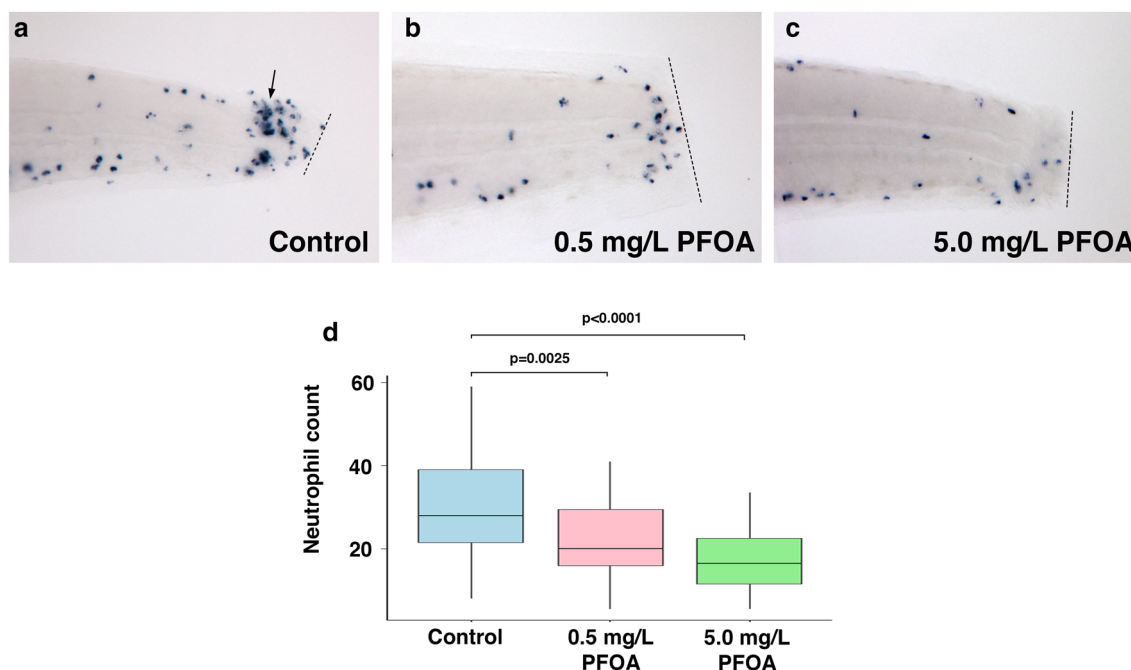 a
b
c
Control
0.5 mg/L PFOA
5.0 mg/L PFOA
d
p<0.0001
p=0.0025
60
40
20
Neutrophil count
Control
0.5 mg/L
PFOA
5.0 mg/L
PFOA